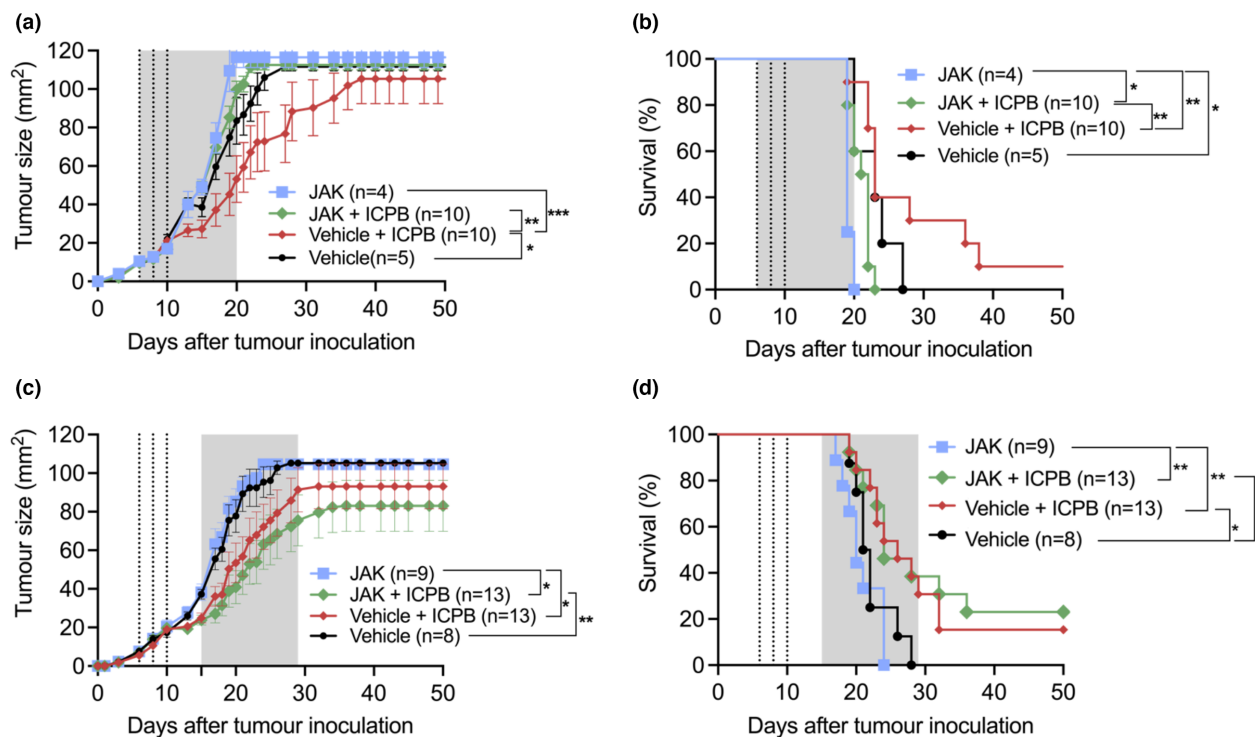 (a)
120
100
80
60
40
20
0
Tumour size (mm²)
0 10 20 30 40 50
Days after tumour inoculation
JAK (n=4)
JAK + ICPB (n=10)
Vehicle + ICPB (n=10)
Vehicle(n=5)
**
***
*
(b)
100
80
60
40
20
0
Survival (%)
0 10 20 30 40 50
Days after tumour inoculation
JAK (n=4)
JAK + ICPB (n=10)
Vehicle + ICPB (n=10)
Vehicle (n=5)
*
**
**
*
(c)
120
100
80
60
40
20
0
Tumour size (mm²)
0 10 20 30 40 50
Days after tumour inoculation
JAK (n=9)
JAK + ICPB (n=13)
Vehicle + ICPB (n=13)
Vehicle (n=8)
*
*
**
(d)
100
80
60
40
20
0
Survival (%)
0 10 20 30 40 50
Days after tumour inoculation
JAK (n=9)
JAK + ICPB (n=13)
Vehicle + ICPB (n=13)
Vehicle (n=8)
**
**
*